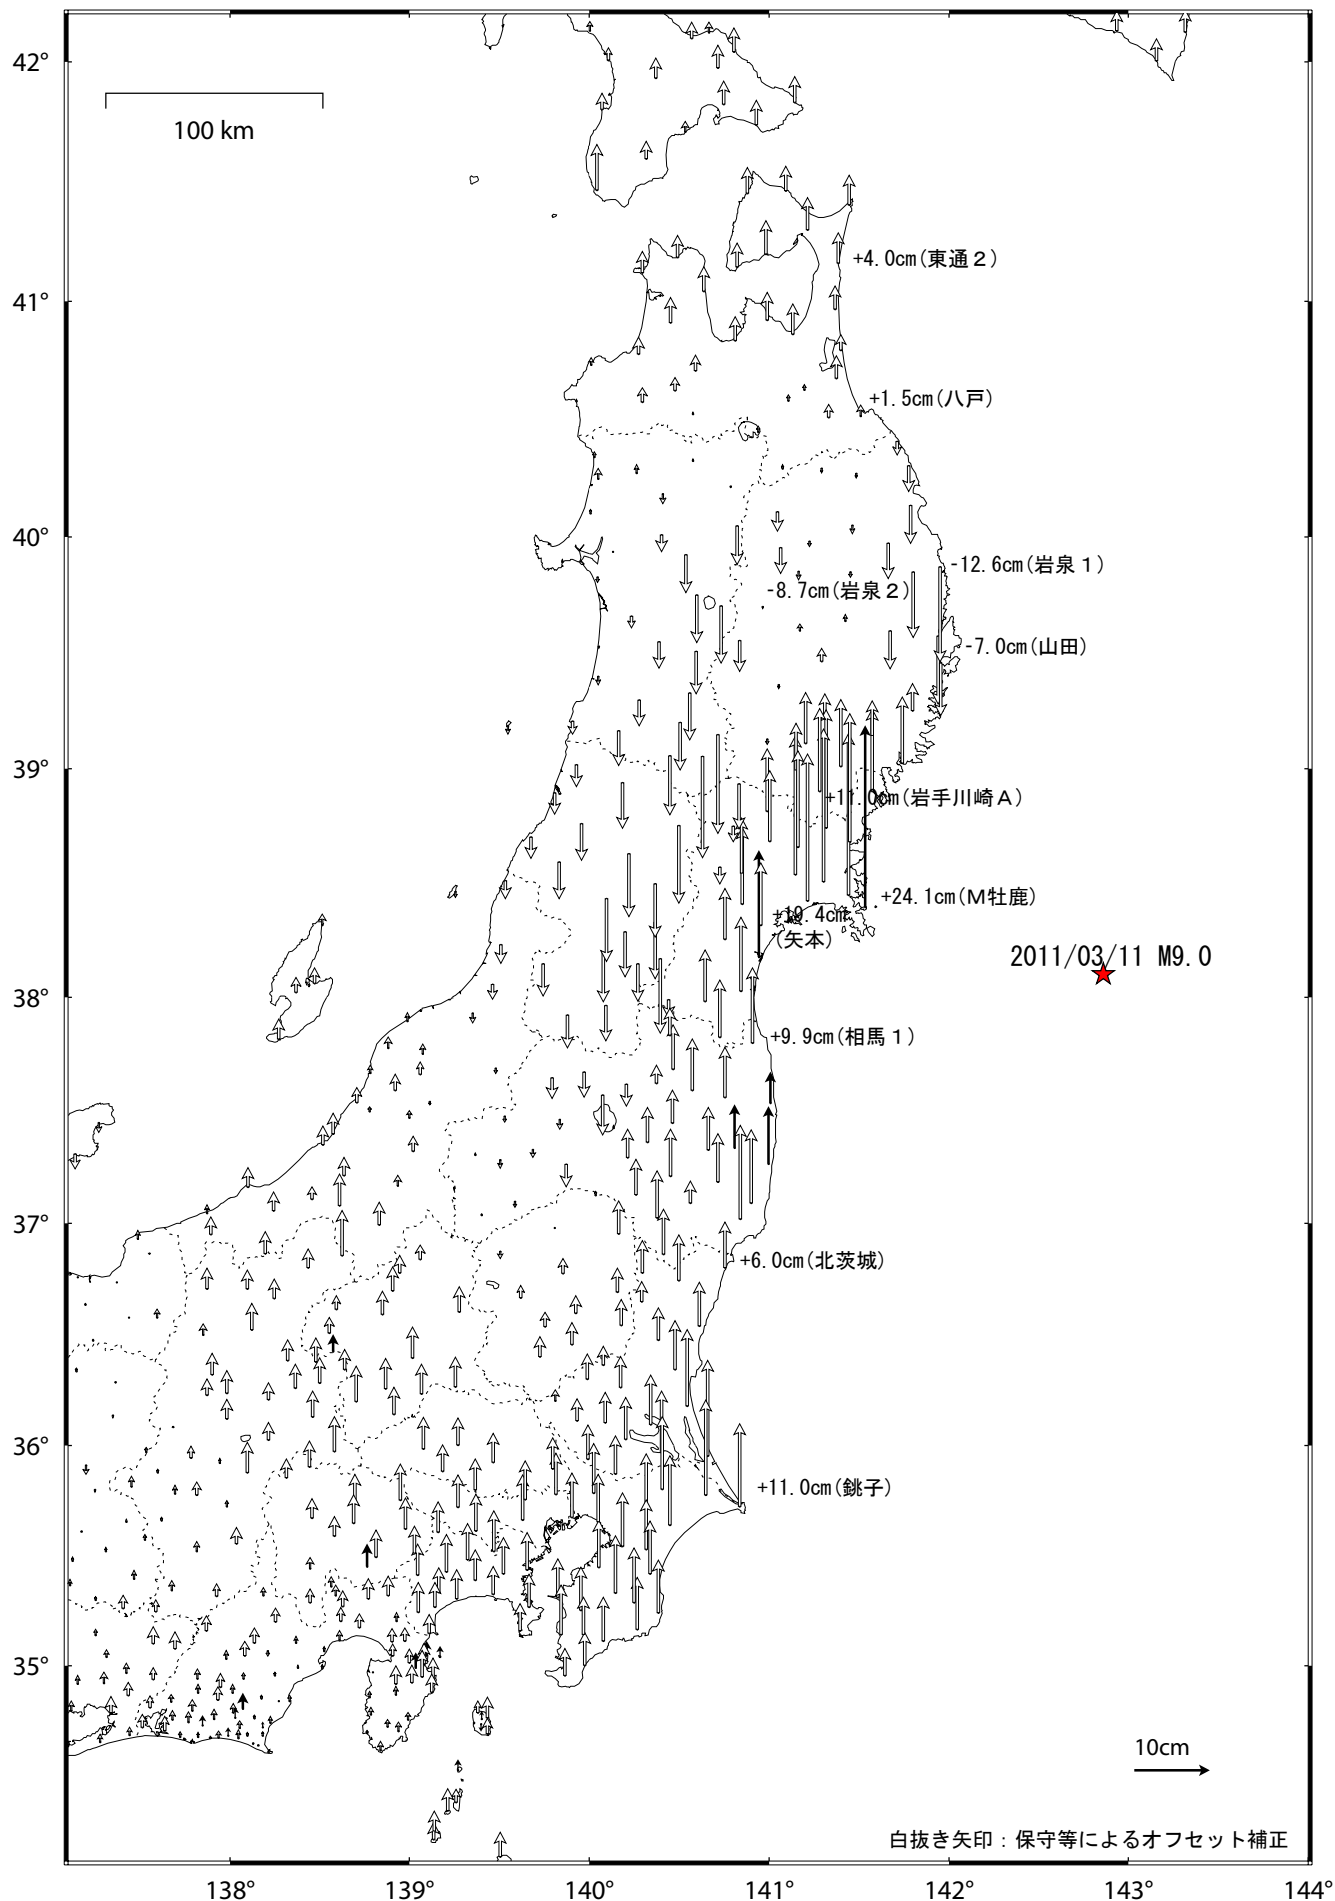 42°
100 km
+4.0cm(東通２)
41°
+1.5cm(八戸)
40°
-12.6cm(岩泉１)
-8.7cm(岩泉２)
-7.0cm(山田)
39°
+11.0cm(岩手川崎Ａ)
+24.1cm(Ｍ牡鹿)
+19.4cm
(矢本)
2011/03/11 M9.0
38°
+9.9cm(相馬１)
37°
+6.0cm(北茨城)
36°
+11.0cm(銚子)
35°
10cm
白抜き矢印：保守等によるオフセット補正
138° 139° 140° 141° 142° 143° 144°